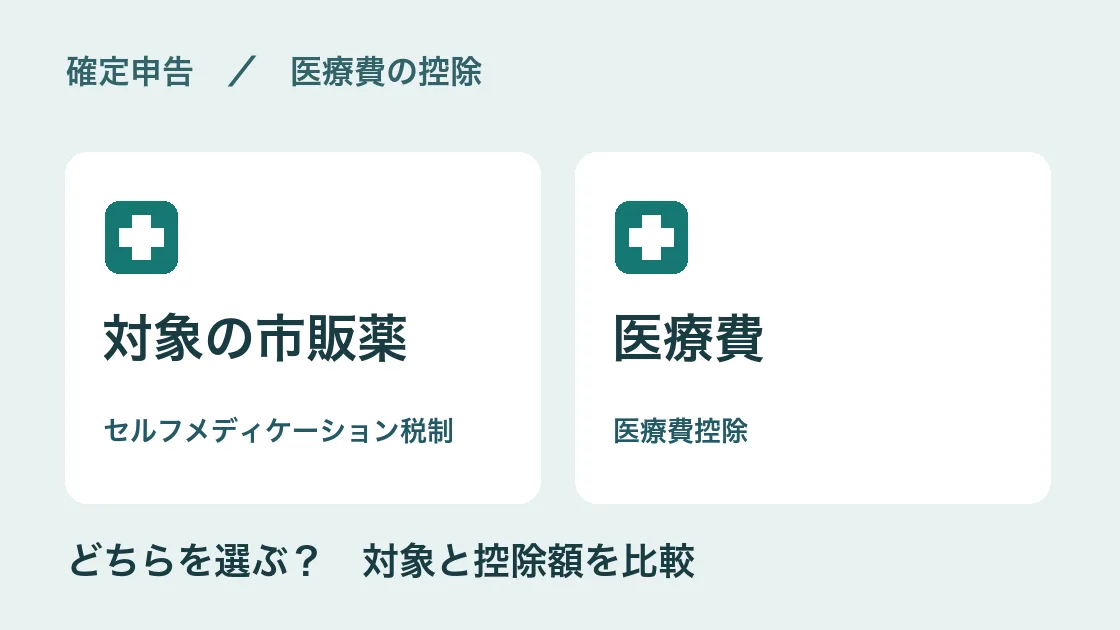 確定申告　／　医療費の控除
対象の市販薬
セルフメディケーション税制
医療費
医療費控除
どちらを選ぶ？　対象と控除額を比較